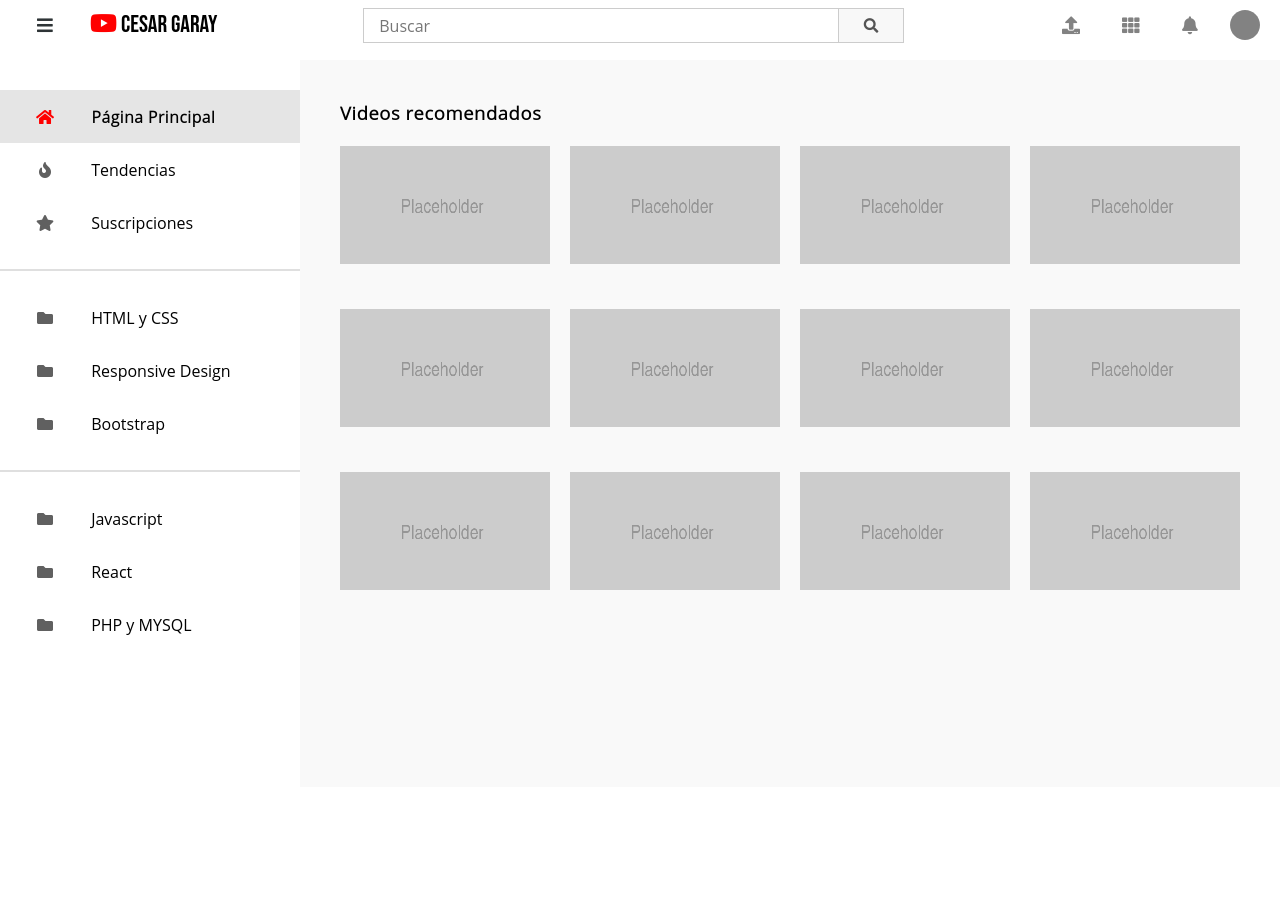 CESAR GARAY
Buscar
Página Principal
Tendencias
Suscripciones
HTML y CSS
Responsive Design
Bootstrap
Javascript
React
PHP y MYSQL
Videos recomendados
Placeholder
Placeholder
Placeholder
Placeholder
Placeholder
Placeholder
Placeholder
Placeholder
Placeholder
Placeholder
Placeholder
Placeholder